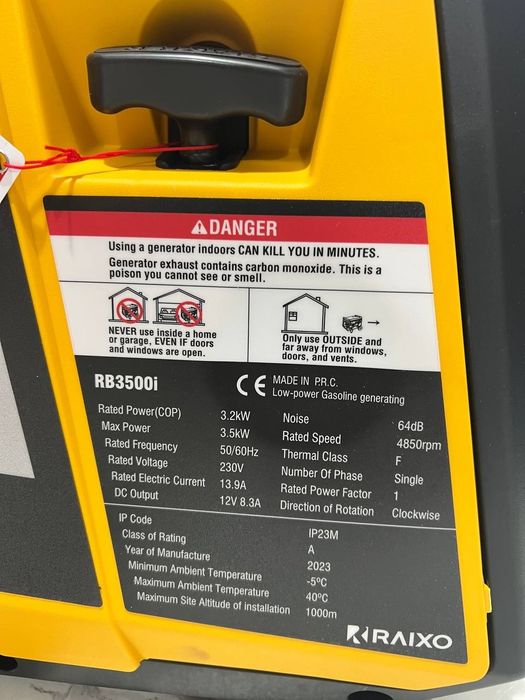 DANGER
Using a generator indoors CAN KILL YOU IN MINUTES.
Generator exhaust contains carbon monoxide. This is a
poison you cannot see or smell.
NEVER use inside a home
or garage, EVEN IF doors
and windows are open.
Only use OUTSIDE and
far away from windows,
doors, and vents.
RB3500i
CE MADE IN P.R.C.
Low-power Gasoline generating
Rated Power(COP) 3.2kW
Max Power 3.5kW
Rated Frequency 50/60Hz
Rated Voltage 230V
Rated Electric Current 13.9A
DC Output 12V 8.3A
Noise 64dB
Rated Speed 4850rpm
Thermal Class F
Number Of Phase Single
Rated Power Factor 1
Direction of Rotation Clockwise
IP Code IP23M
Class of Rating A
Year of Manufacture 2023
Minimum Ambient Temperature -5ºC
Maximum Ambient Temperature 40ºC
Maximum Site Altitude of installation 1000m
RAIXO